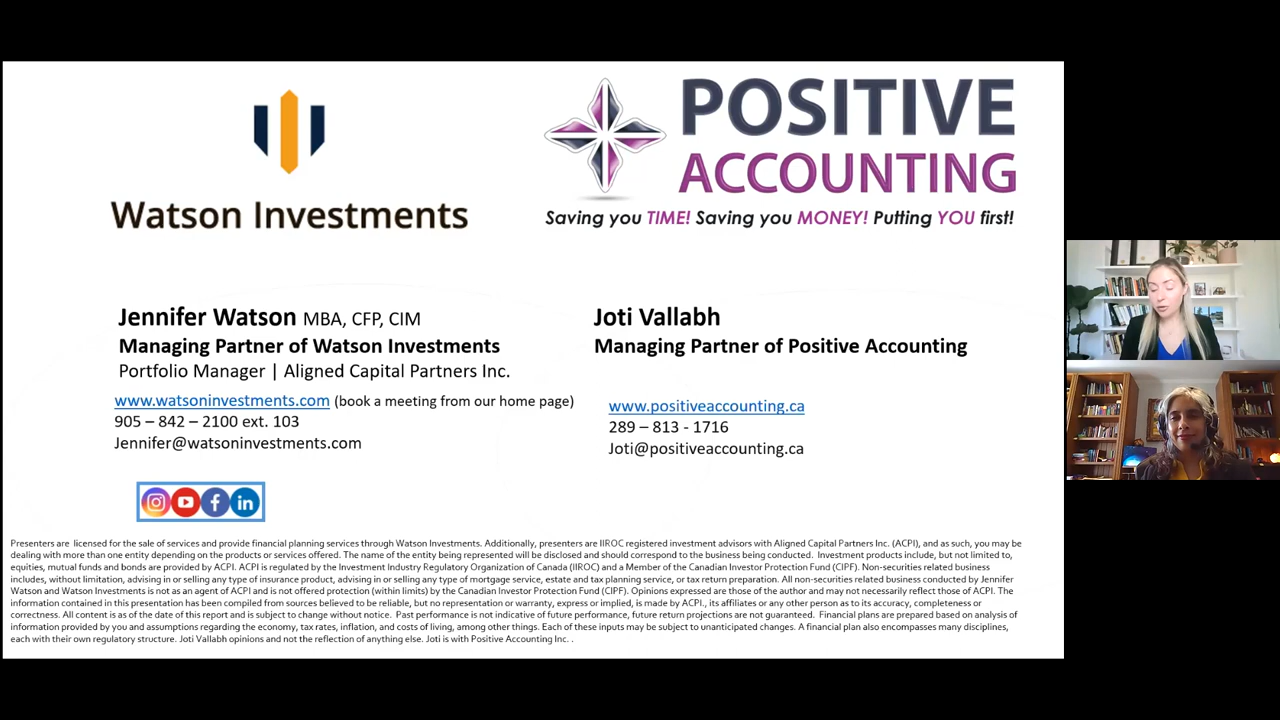 Watson Investments
POSITIVE
ACCOUNTING
Saving you TIME! Saving you MONEY! Putting YOU first!
Jennifer Watson MBA, CFP, CIM
Managing Partner of Watson Investments
Portfolio Manager | Aligned Capital Partners Inc.
www.watsoninvestments.com (book a meeting from our home page)
905 – 842 – 2100 ext. 103
Jennifer@watsoninvestments.com
Joti Vallabh
Managing Partner of Positive Accounting
www.positiveaccounting.ca
289 – 813 - 1716
Joti@positiveaccounting.ca
in
Presenters are licensed for the sale of services and provide financial planning services through Watson Investments. Additionally, presenters are IIROC registered investment advisors with Aligned Capital Partners Inc. (ACPI), and as such, you may be
dealing with more than one entity depending on the products or services offered. The name of the entity being represented will be disclosed and should correspond to the business being conducted. Investment products include, but not limited to,
equities, mutual funds and bonds are provided by ACPI. ACPI is regulated by the Investment Industry Regulatory Organization of Canada (IIROC) and a Member of the Canadian Investor Protection Fund (CIPF). Non-securities related business
includes, without limitation, advising in or selling any type of insurance product, advising in or selling any type of mortgage service, estate and tax planning service, or tax return preparation. All non-securities related business conducted by Jennifer
Watson and Watson Investments is not as an agent of ACPI and is not offered protection (within limits) by the Canadian Investor Protection Fund (CIPF). Opinions expressed are those of the author and may not necessarily reflect those of ACPI. The
information contained in this presentation has been compiled from sources believed to be reliable, but no representation or warranty, express or implied, is made by ACPI., its affiliates or any other person as to its accuracy, completeness or
correctness. All content is as of the date of this report and is subject to change without notice. Past performance is not indicative of future performance, future return projections are not guaranteed. Financial plans are prepared based on analysis of
information provided by you and assumptions regarding the economy, tax rates, inflation, and costs of living, among other things. Each of these inputs may be subject to unanticipated changes. A financial plan also encompasses many disciplines,
each with their own regulatory structure. Joti Vallabh opinions and not the reflection of anything else. Joti is with Positive Accounting Inc. .